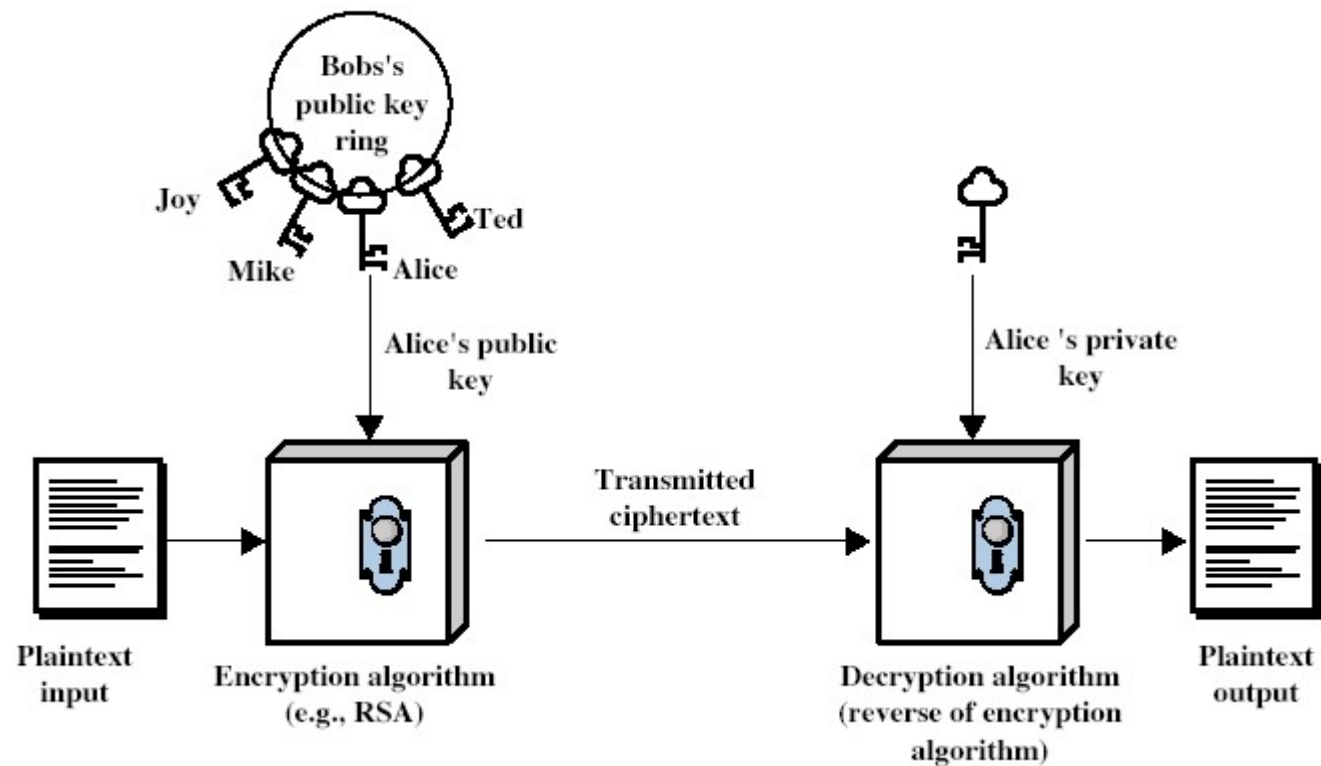 Bobs's
public key
ring
Joy
Ted
Mike
Alice
Alice's public
key
Alice 's private
key
Transmitted
ciphertext
Plaintext
input
Encryption algorithm
(e.g., RSA)
Decryption algorithm
(reverse of encryption
algorithm)
Plaintext
output